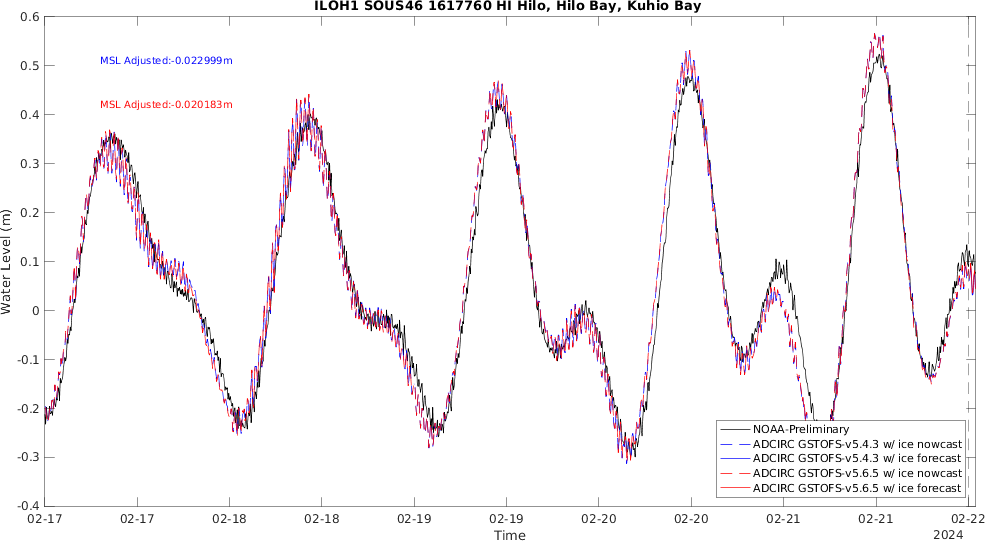 ILOH1 SOUS46 1617760 HI Hilo, Hilo Bay, Kuhio Bay
0.6
0.5
0.4
0.3
0.2
0.1
0
-0.1
-0.2
-0.3
-0.4
Water Level (m)
MSL Adjusted:-0.022999m
MSL Adjusted:-0.020183m
NOAA-Preliminary
ADCIRC GSTOFS-v5.4.3 w/ ice nowcast
ADCIRC GSTOFS-v5.4.3 w/ ice forecast
ADCIRC GSTOFS-v5.6.5 w/ ice nowcast
ADCIRC GSTOFS-v5.6.5 w/ ice forecast
02-17 02-17 02-18 02-18 02-19 02-19 02-20 02-20 02-21 02-21 02-22
Time
2024